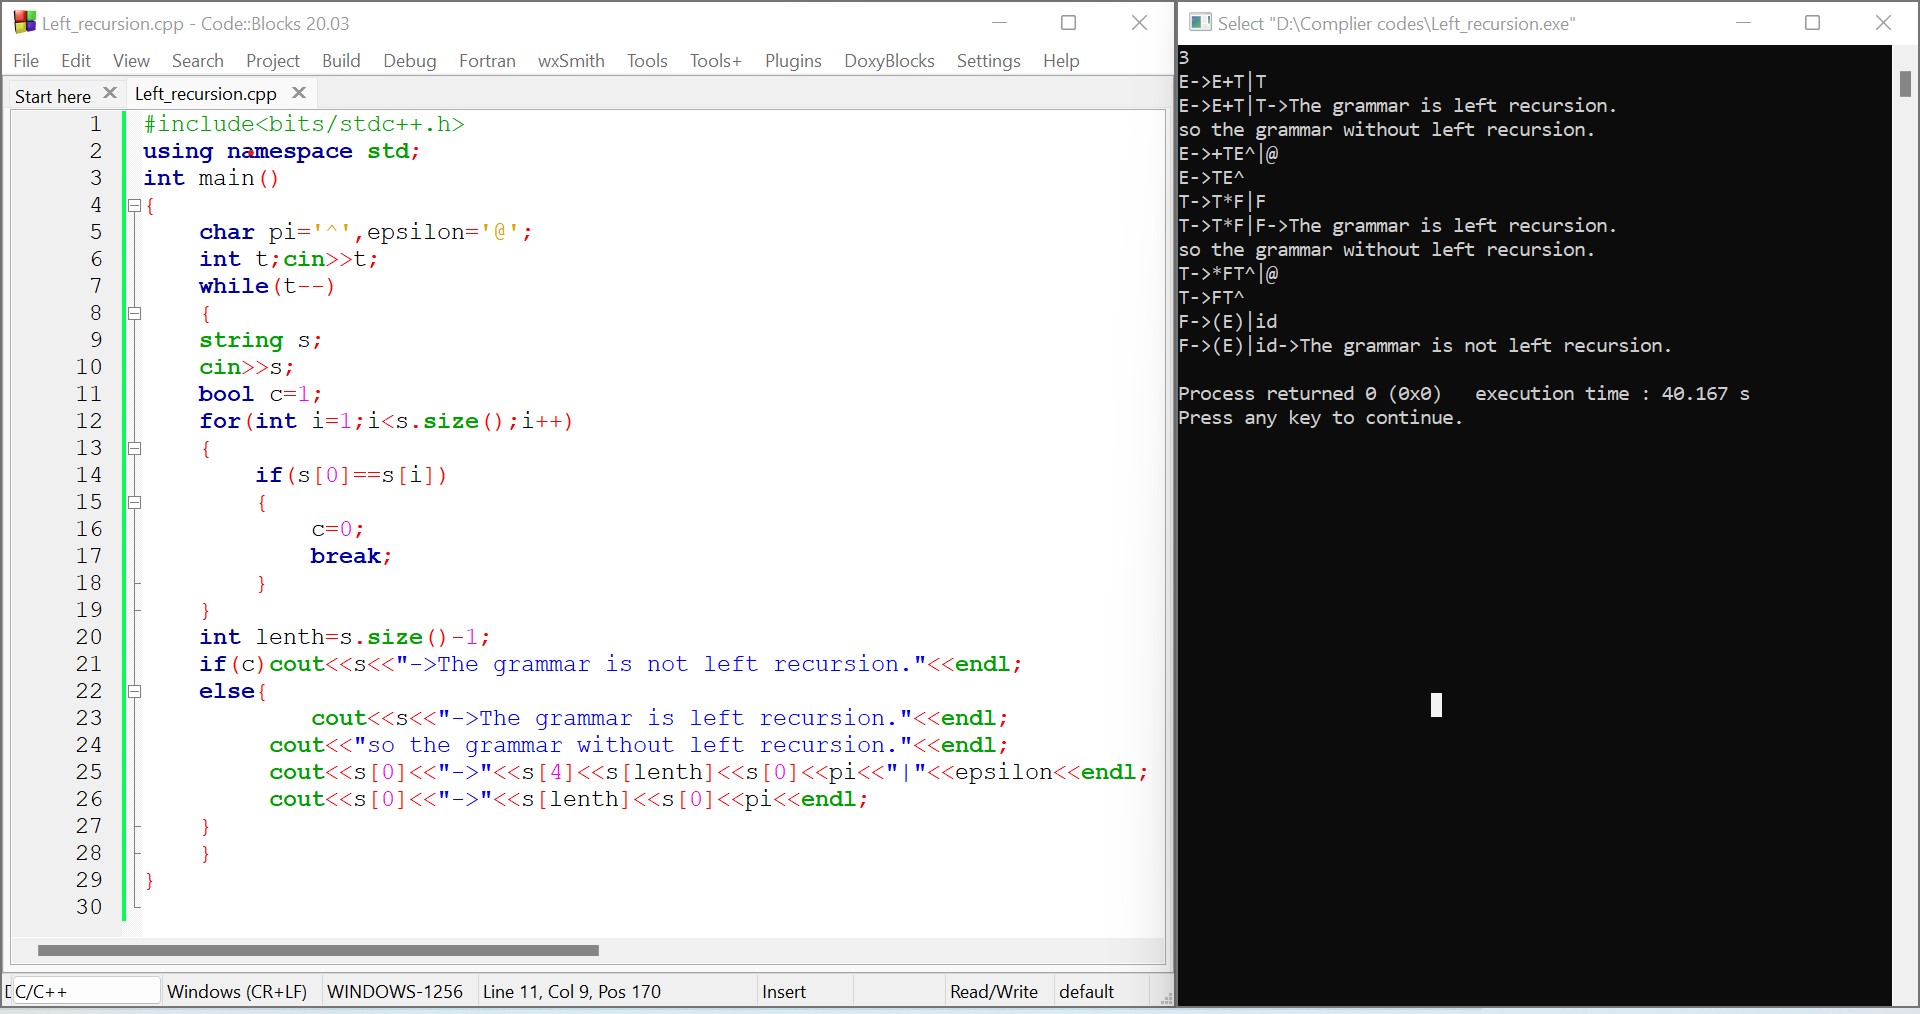 Left_recursion.cpp - Code::Blocks 20.03
File Edit View Search Project Build Debug Fortran wxSmith Tools Tools+ Plugins DoxyBlocks Settings Help
Start here Left_recursion.cpp
1 #include<bits/stdc++.h>
2 using namespace std;
3 int main()
4 {
5 char pi='^',epsilon='@';
6 int t;cin>>t;
7 while(t--)
8 {
9 string s;
10 cin>>s;
11 bool c=1;
12 for(int i=1;i<s.size();i++)
13 {
14 if(s[0]==s[i])
15 {
16 c=0;
17 break;
18 }
19 }
20 int lenth=s.size()-1;
21 if(c)cout<<s<<"->The grammar is not left recursion."<<endl;
22 else{
23 cout<<s<<"->The grammar is left recursion."<<endl;
24 cout<<"so the grammar without left recursion."<<endl;
25 cout<<s[0]<<"->"<<s[4]<<s[lenth]<<s[0]<<pi<<"|"<<epsilon<<endl;
26 cout<<s[0]<<"->"<<s[lenth]<<s[0]<<pi<<endl;
27 }
28 }
29 }
30
C/C++ Windows (CR+LF) WINDOWS-1256 Line 11, Col 9, Pos 170 Insert Read/Write default
Select "D:\Complier codes\Left_recursion.exe"
3
E->E+T|T
E->E+T|T->The grammar is left recursion.
so the grammar without left recursion.
E->+TE^|@
E->TE^
T->T*F|F
T->T*F|F->The grammar is left recursion.
so the grammar without left recursion.
T->*FT^|@
T->FT^
F->(E)|id
F->(E)|id->The grammar is not left recursion.
Process returned 0 (0x0) execution time : 40.167 s
Press any key to continue.